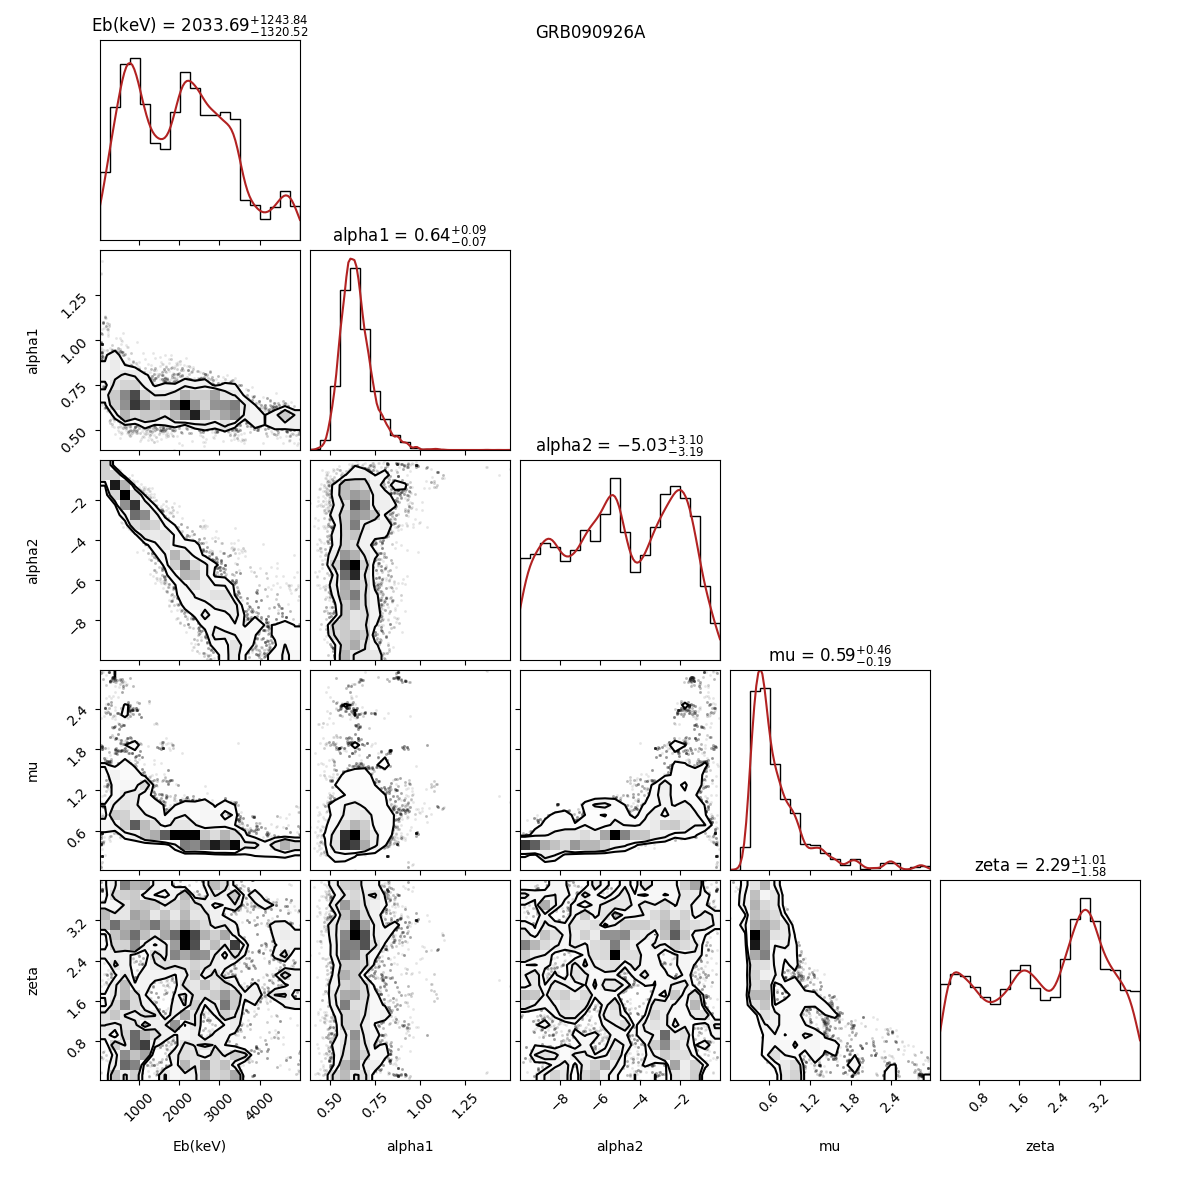 GRB090926A
Eb(keV) = 2033.69+1243.84 −1320.52
alpha1 = 0.64+0.09 −0.07
1.25
1.00
0.75
0.50
alpha1
alpha2 = −5.03+3.10 −3.19
−2
−4
−6
−8
alpha2
mu = 0.59+0.46 −0.19
2.4
1.8
1.2
0.6
mu
zeta = 2.29+1.01 −1.58
3.2
2.4
1.6
0.8
zeta
1000 2000 3000 4000
0.50 0.75 1.00 1.25
−8 −6 −4 −2
0.6 1.2 1.8 2.4
0.8 1.6 2.4 3.2
Eb(keV) alpha1 alpha2 mu zeta